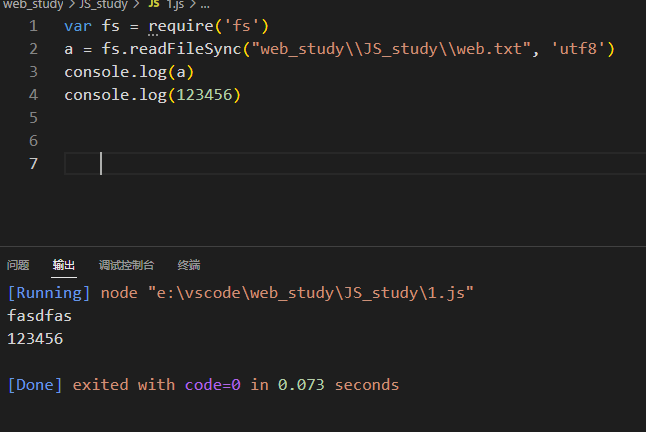 web_study > JS_study > JS 1.js > ...
1 var fs = require('fs')
2 a = fs.readFileSync("web_study\\JS_study\\web.txt", 'utf8')
3 console.log(a)
4 console.log(123456)
5
6
7
问题 输出 调试控制台 终端
[Running] node "e:\vscode\web_study\JS_study\1.js"
fasdfas
123456
[Done] exited with code=0 in 0.073 seconds